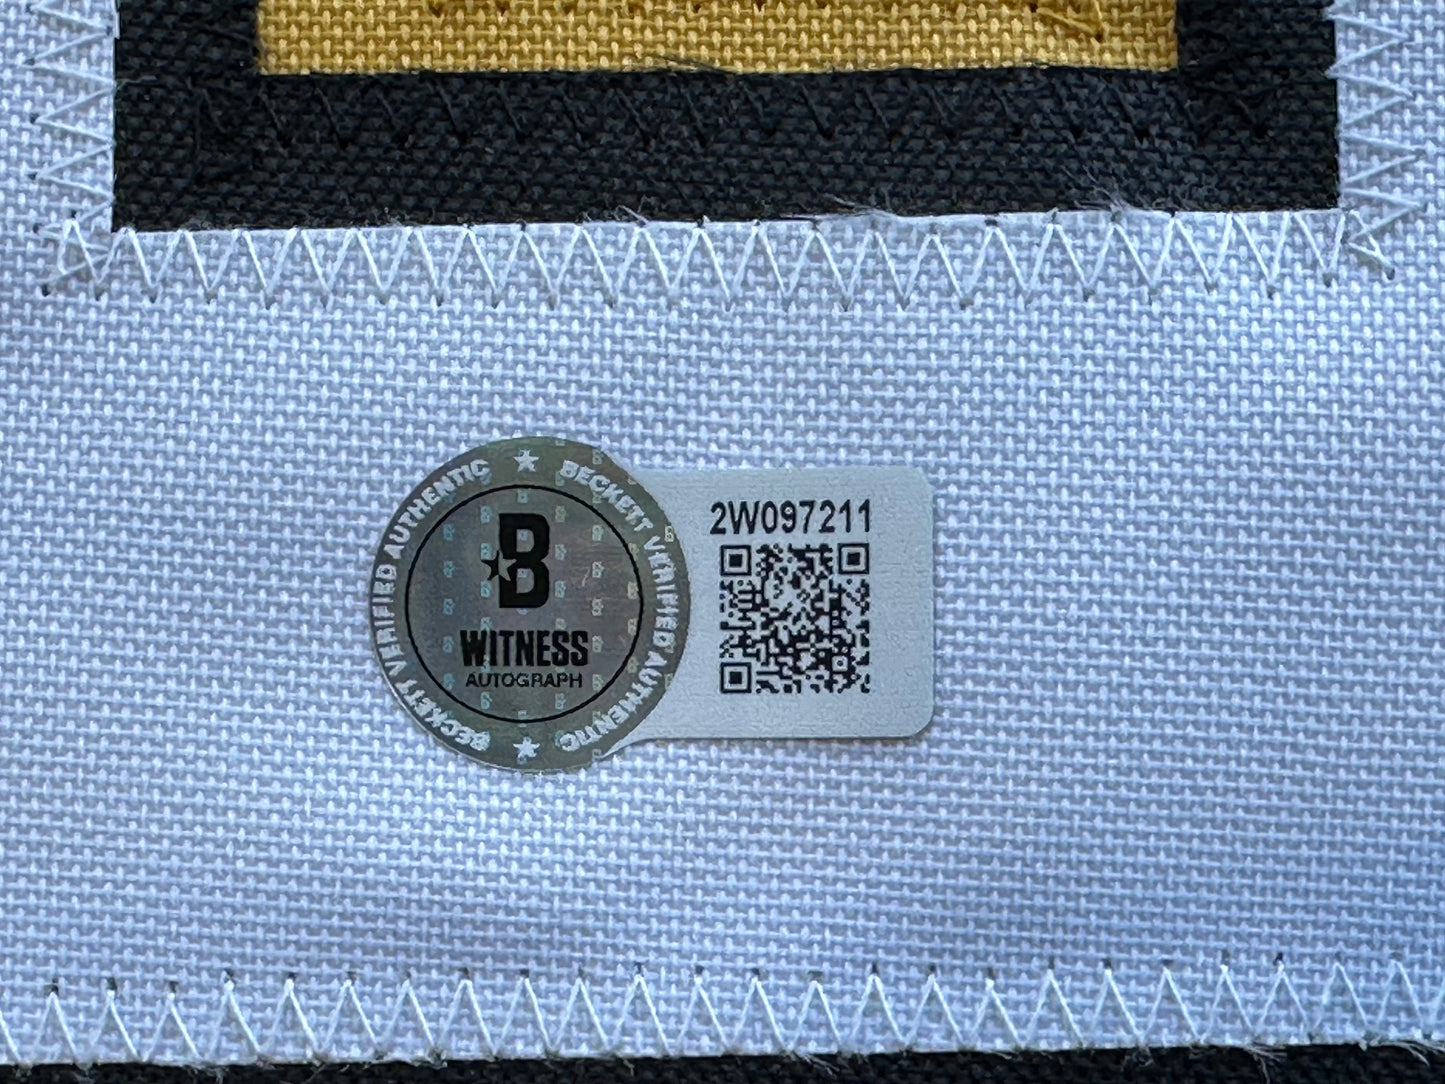 BECKETT VERIFIED AUTHENTIC ★ BECKETT VERIFIED AUTHENTIC ★
B
WITNESS
AUTOGRAPH
2W097211